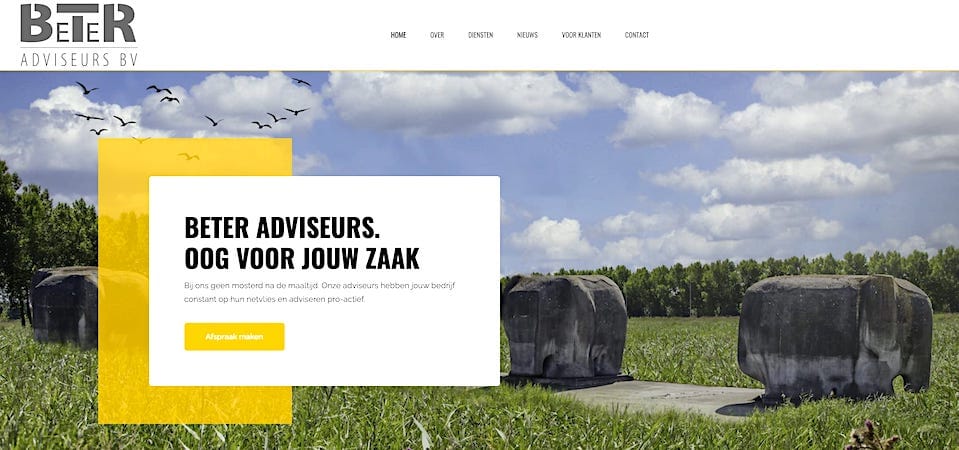 BETER
ADVISEURS BV
HOME OVER DIENSTEN NIEUWS VOOR KLANTEN CONTACT
BETER ADVISEURS.
OOG VOOR JOUW ZAAK
Bij ons geen mosterd na de maaltijd. Onze adviseurs hebben jouw bedrijf
constant op hun netvlies en adviseren pro-actief.
Afspraak maken